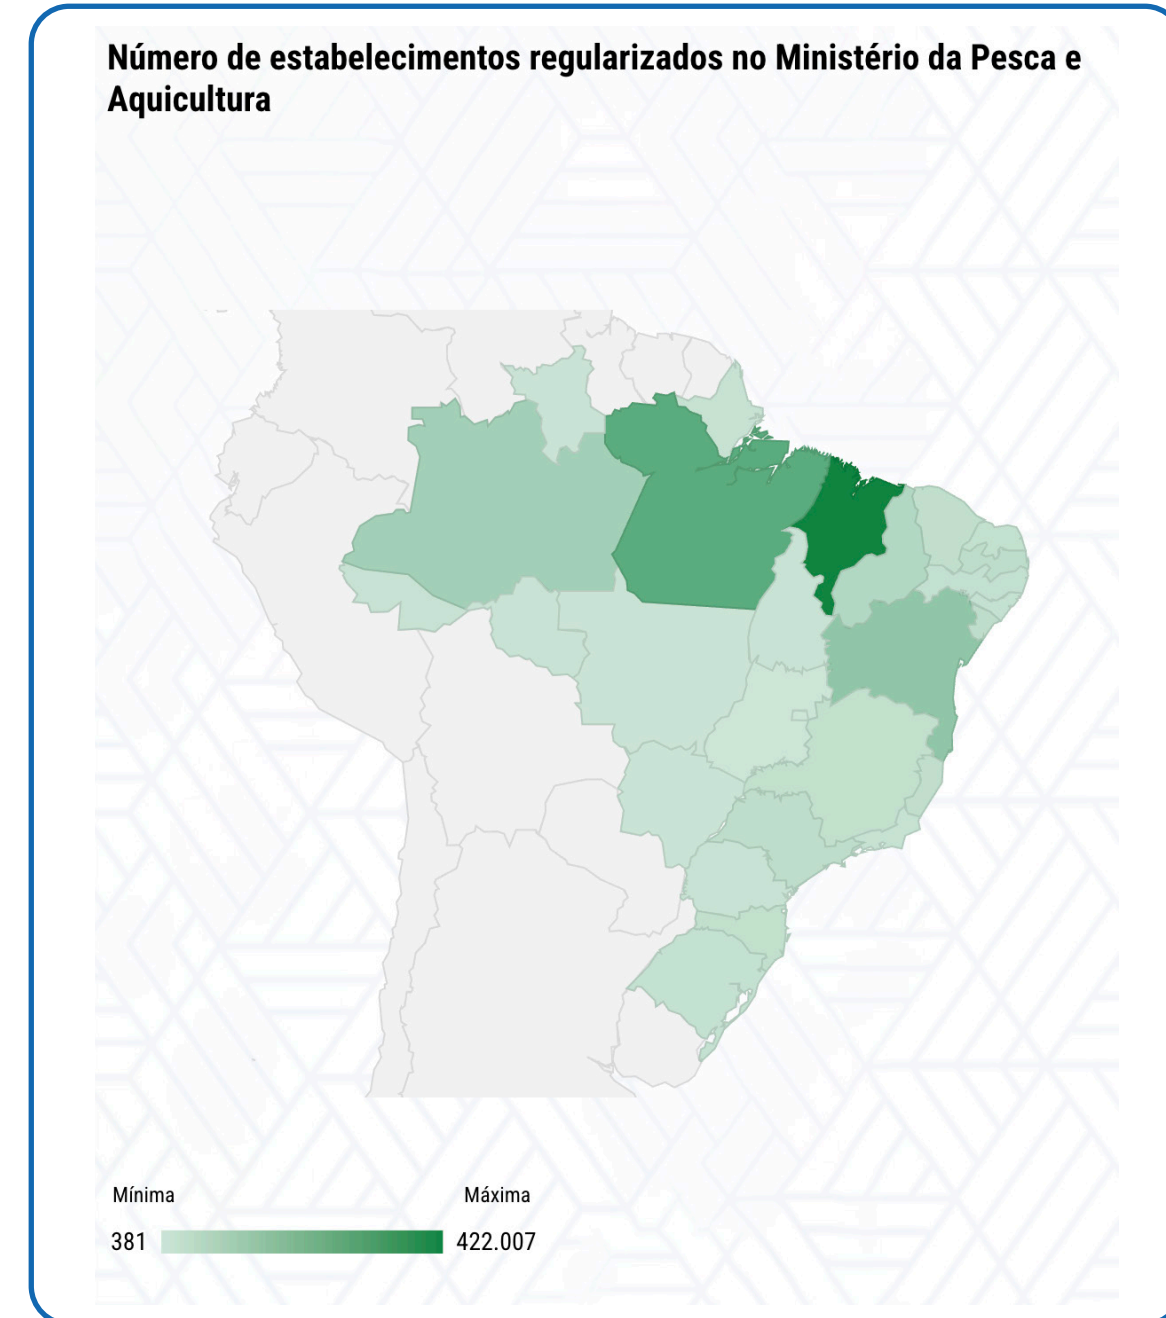 Número de estabelecimentos regularizados no Ministério da Pesca e
Aquicultura
Mínima
Máxima
381
422.007